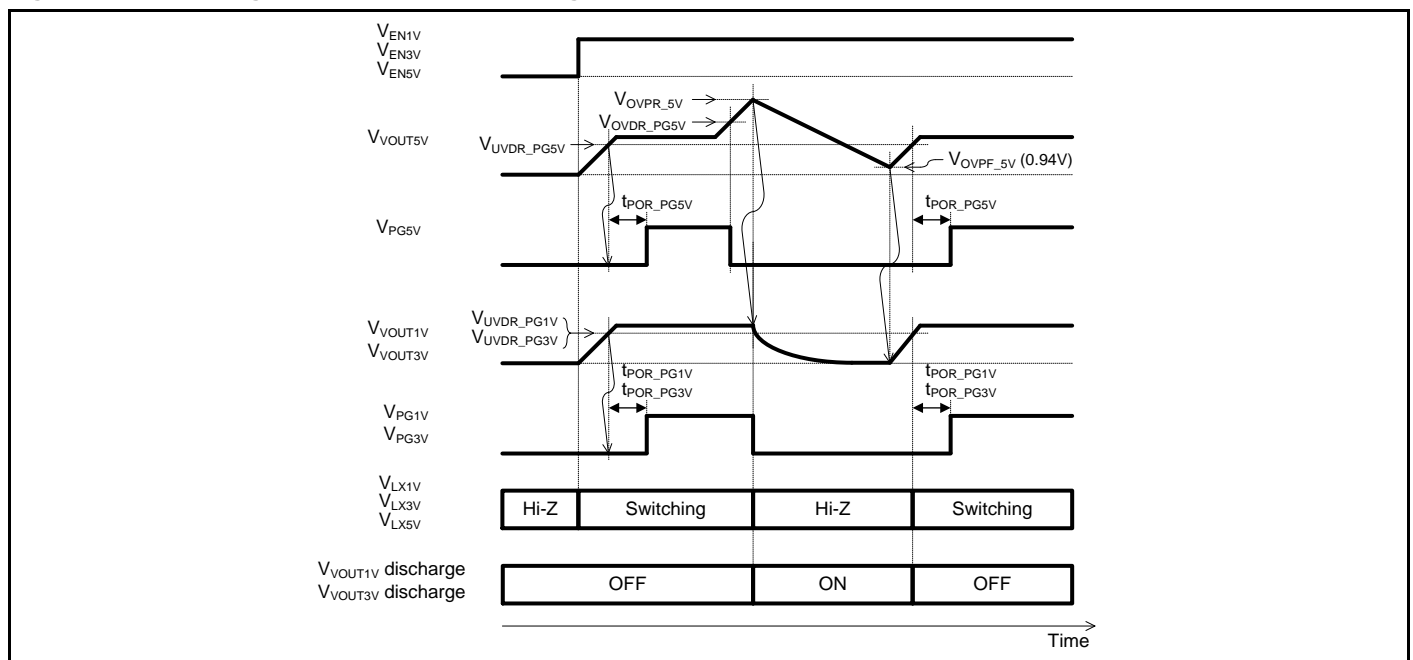 VEN1V
VEN3V
VEN5V
VOVPR_5V
VOVDR_PG5V
VVOUT5V
VUVDR_PG5V
VOVPF_5V (0.94V)
tPOR_PG5V
tPOR_PG5V
VPG5V
VUVDR_PG1V
VUVDR_PG3V
VVOUT1V
VVOUT3V
tPOR_PG1V
tPOR_PG3V
tPOR_PG1V
tPOR_PG3V
VPG1V
VPG3V
VLX1V
VLX3V
VLX5V
Hi-Z
Switching
Hi-Z
Switching
VVOUT1V discharge
VVOUT3V discharge
OFF
ON
OFF
Time